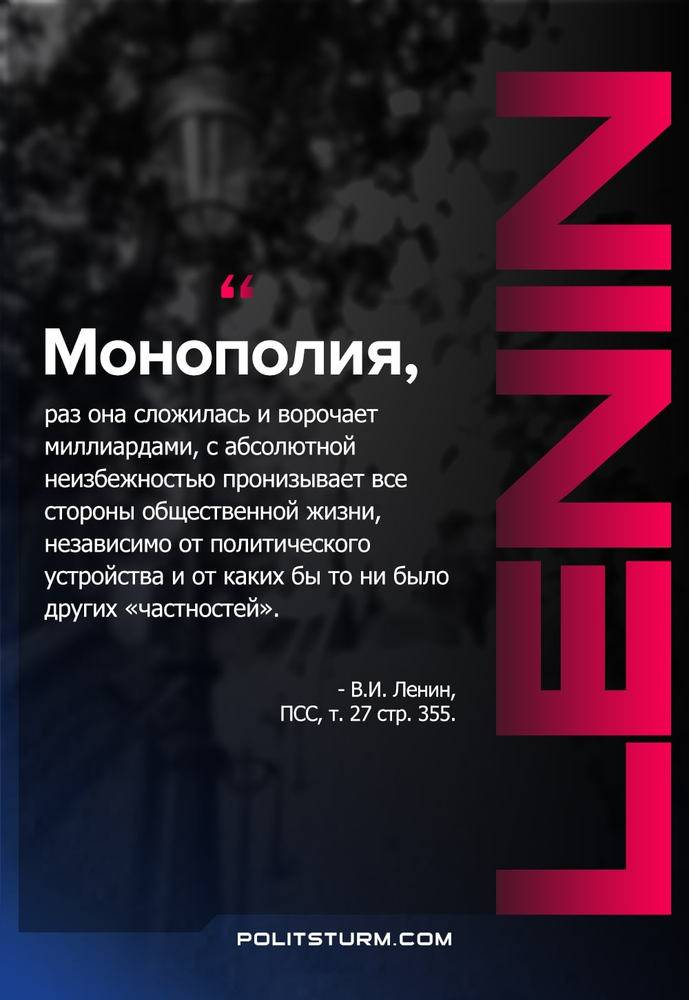 “
Монополия,
раз она сложилась и ворочает
миллиардами, с абсолютной
неизбежностью пронизывает все
стороны общественной жизни,
независимо от политического
устройства и от каких бы то ни было
других «частностей».
- В.И. Ленин,
ПСС, т. 27 стр. 355.
LENIN
POLITSTURM.COM